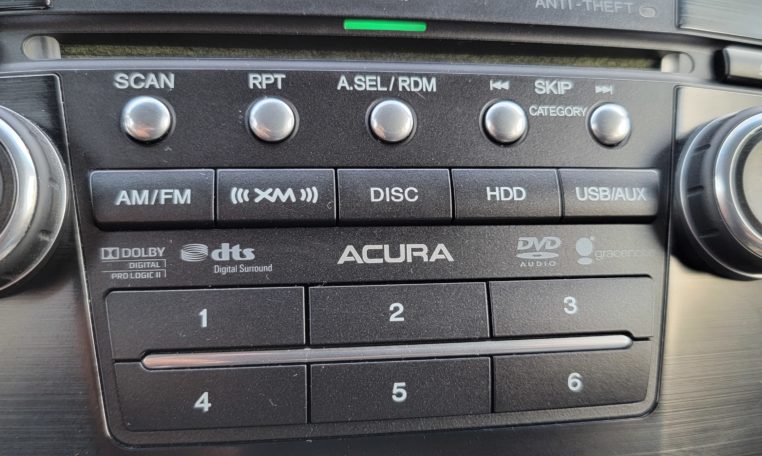 ANTI-THEFT
SCAN RPT A.SEL/RDM SKIP
CATEGORY
AM/FM XM DISC HDD USB/AUX
DOLBY
DIGITAL
PRO LOGIC II
dts
Digital Surround
ACURA
DVD
AUDIO
gracenote
1 2 3
4 5 6